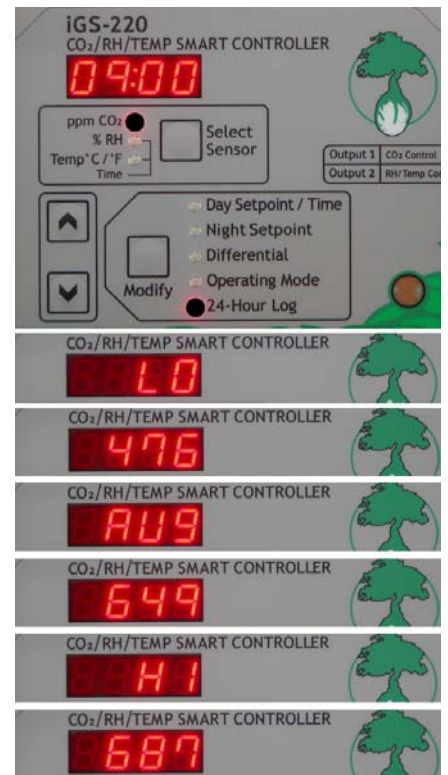 iGS-220
CO₂/RH/TEMP SMART CONTROLLER
09:00
ppm CO₂
% RH
Temp°C/°F
Time
Select
Sensor
Output 1 CO₂ Control
Output 2 RH/Temp Con
Day Setpoint / Time
Night Setpoint
Differential
Operating Mode
24-Hour Log
Modify
CO₂/RH/TEMP SMART CONTROLLER
LO
CO₂/RH/TEMP SMART CONTROLLER
476
CO₂/RH/TEMP SMART CONTROLLER
AUg
CO₂/RH/TEMP SMART CONTROLLER
649
CO₂/RH/TEMP SMART CONTROLLER
HI
CO₂/RH/TEMP SMART CONTROLLER
687